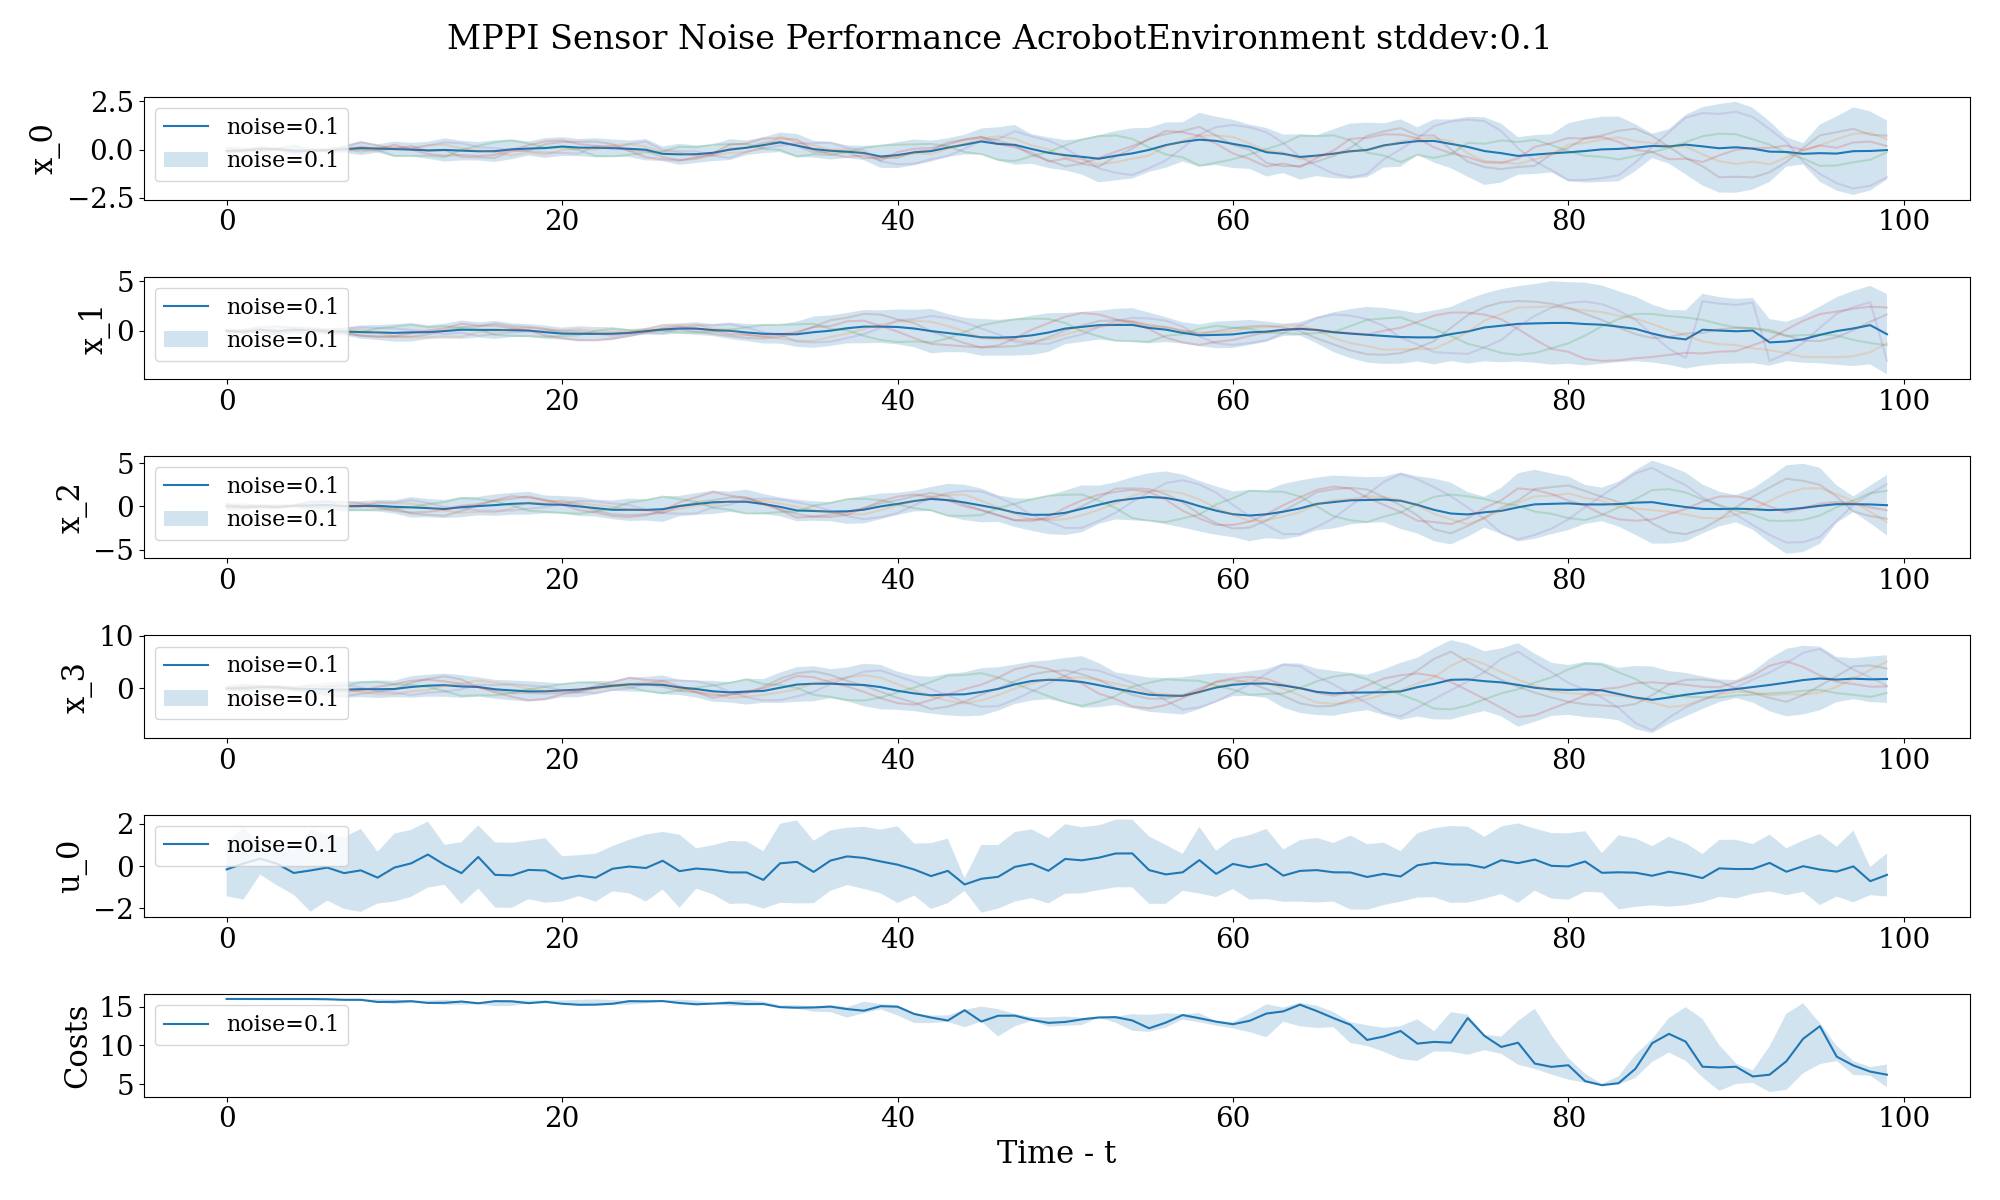 MPPI Sensor Noise Performance AcrobotEnvironment stddev:0.1
x_0
2.5
0.0
−2.5
noise=0.1
noise=0.1
0 20 40 60 80 100
x_1
5
0
noise=0.1
noise=0.1
0 20 40 60 80 100
x_2
5
0
−5
noise=0.1
noise=0.1
0 20 40 60 80 100
x_3
10
0
noise=0.1
noise=0.1
0 20 40 60 80 100
u_0
2
0
−2
noise=0.1
0 20 40 60 80 100
Costs
15
10
5
noise=0.1
0 20 40 60 80 100
Time - t